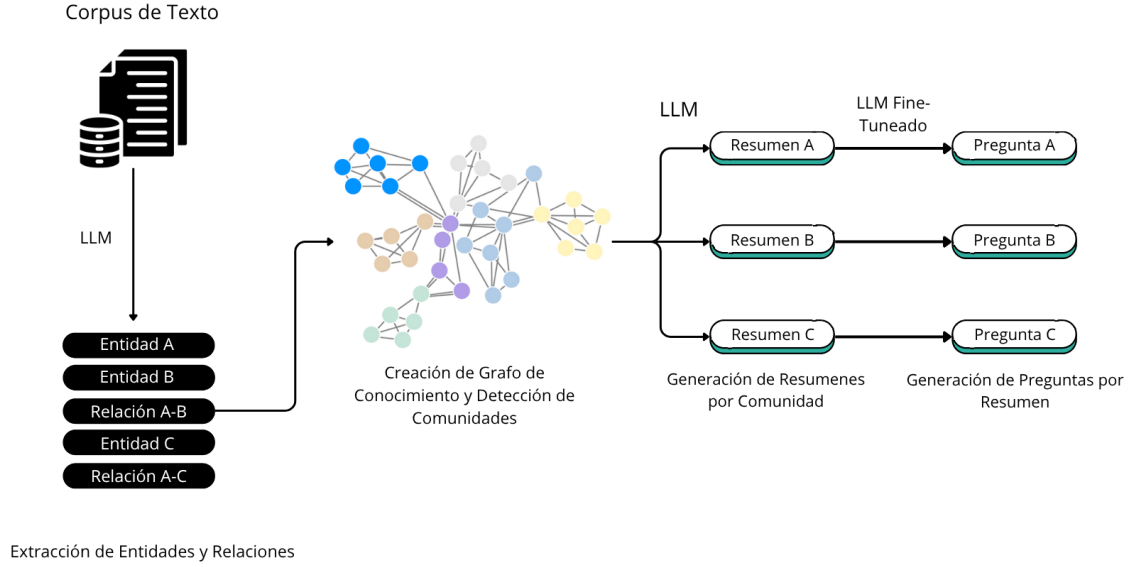 Corpus de Texto
LLM
Entidad A
Entidad B
Relación A-B
Entidad C
Relación A-C
Extracción de Entidades y Relaciones
Creación de Grafo de
Conocimiento y Detección de
Comunidades
LLM
Resumen A
Resumen B
Resumen C
Generación de Resumenes
por Comunidad
LLM Fine-
Tuneado
Pregunta A
Pregunta B
Pregunta C
Generación de Preguntas por
Resumen